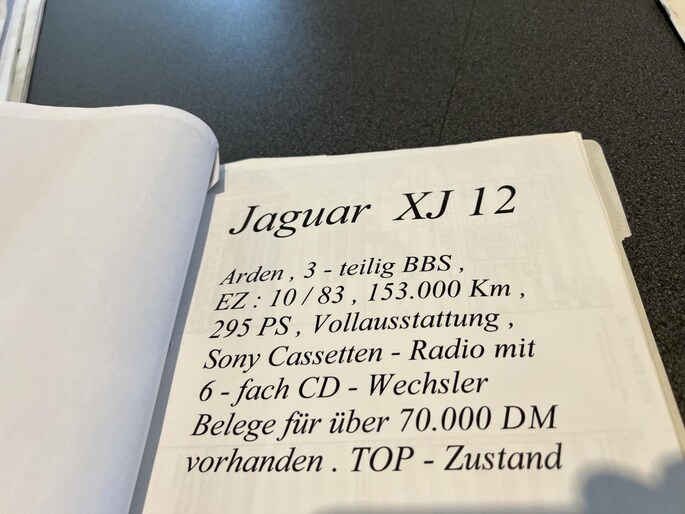 Jaguar XJ 12
Arden , 3 - teilig BBS ,
EZ : 10 / 83 , 153.000 Km ,
295 PS , Vollausstattung ,
Sony Cassetten - Radio mit
6 - fach CD - Wechsler
Belege für über 70.000 DM
vorhanden . TOP - Zustand